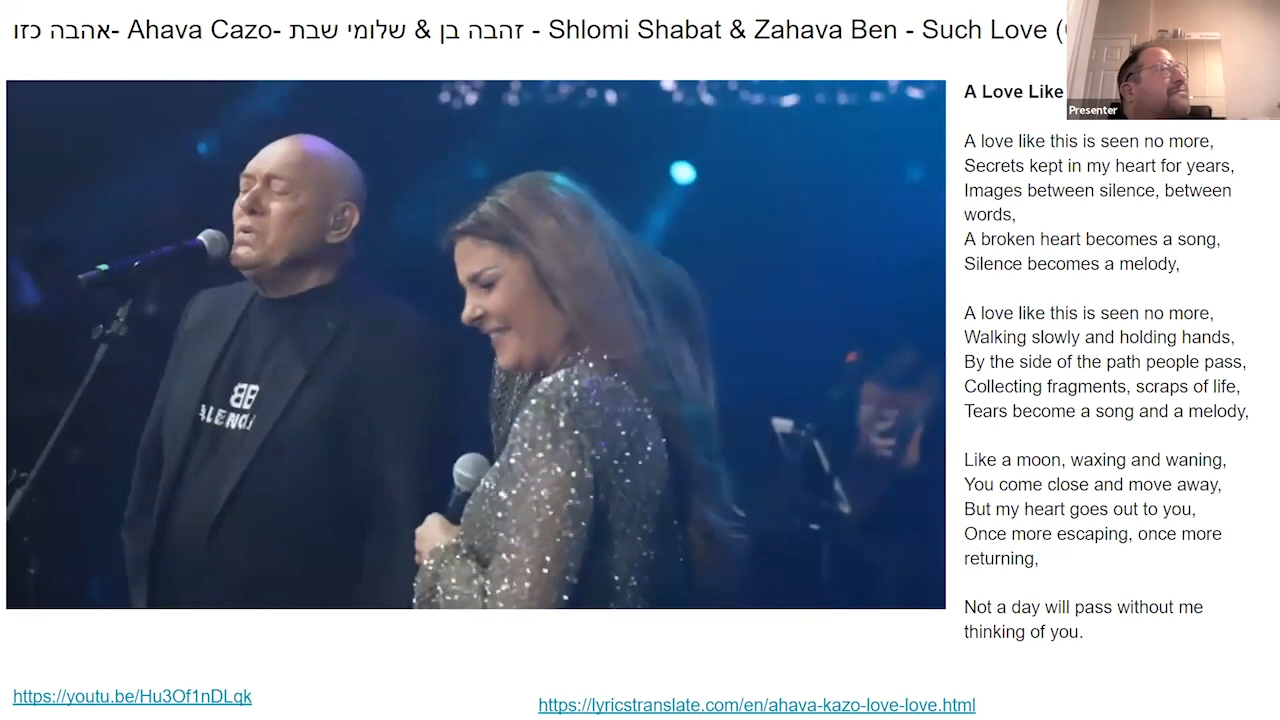 אהבה כזו- Ahava Cazo- זהבה בן & שלומי שבת - Shlomi Shabat & Zahava Ben - Such Love (
Presenter
A Love Like
A love like this is seen no more,
Secrets kept in my heart for years,
Images between silence, between
words,
A broken heart becomes a song,
Silence becomes a melody,
A love like this is seen no more,
Walking slowly and holding hands,
By the side of the path people pass,
Collecting fragments, scraps of life,
Tears become a song and a melody,
Like a moon, waxing and waning,
You come close and move away,
But my heart goes out to you,
Once more escaping, once more
returning,
Not a day will pass without me
thinking of you.
BB
https://youtu.be/Hu3Of1nDLqk
https://lyricstranslate.com/en/ahava-kazo-love-love.html